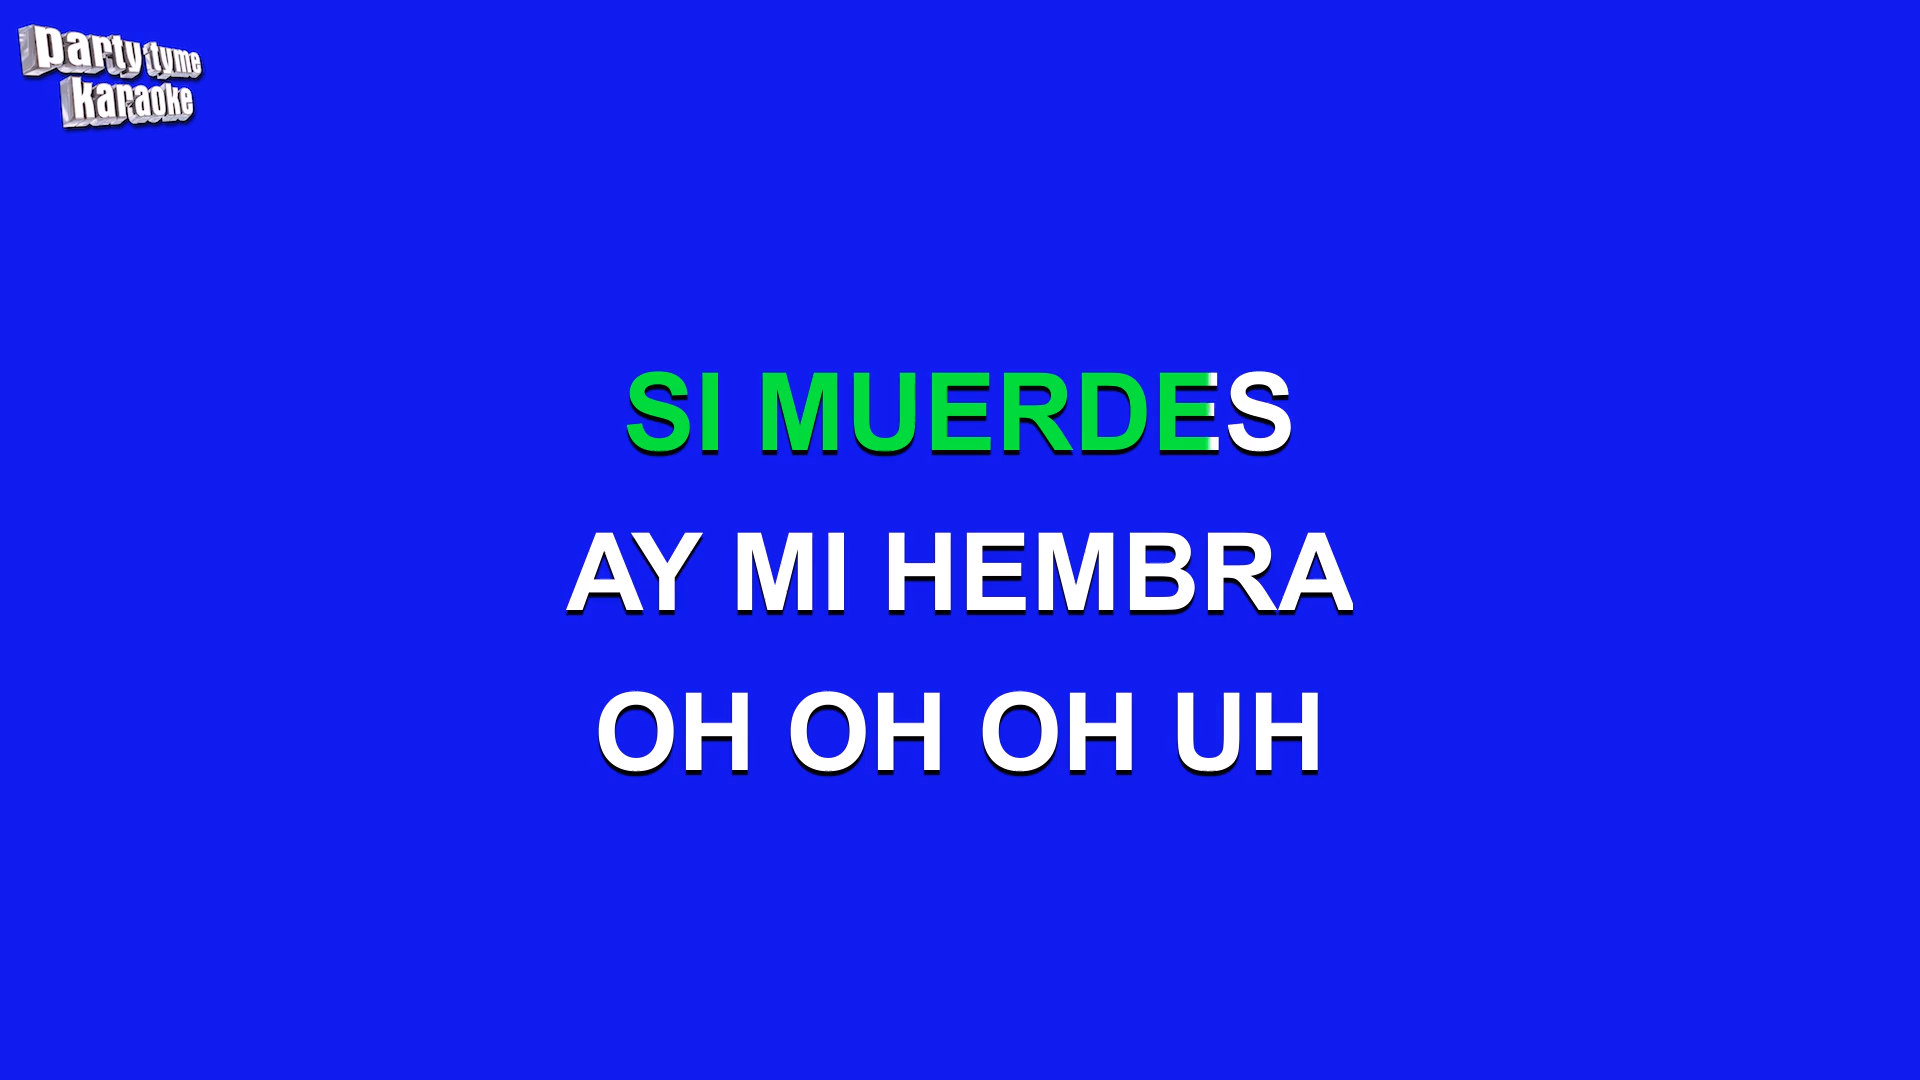 party tyme
karaoke
SI MUERDES
AY MI HEMBRA
OH OH OH UH